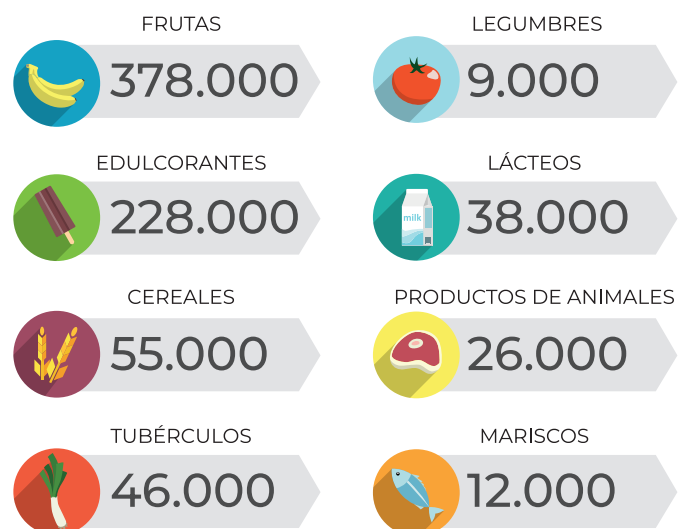 FRUTAS
378.000
LEGUMBRES
9.000
EDULCORANTES
228.000
LÁCTEOS
milk
38.000
CEREALES
55.000
PRODUCTOS DE ANIMALES
26.000
TUBÉRCULOS
46.000
MARISCOS
12.000